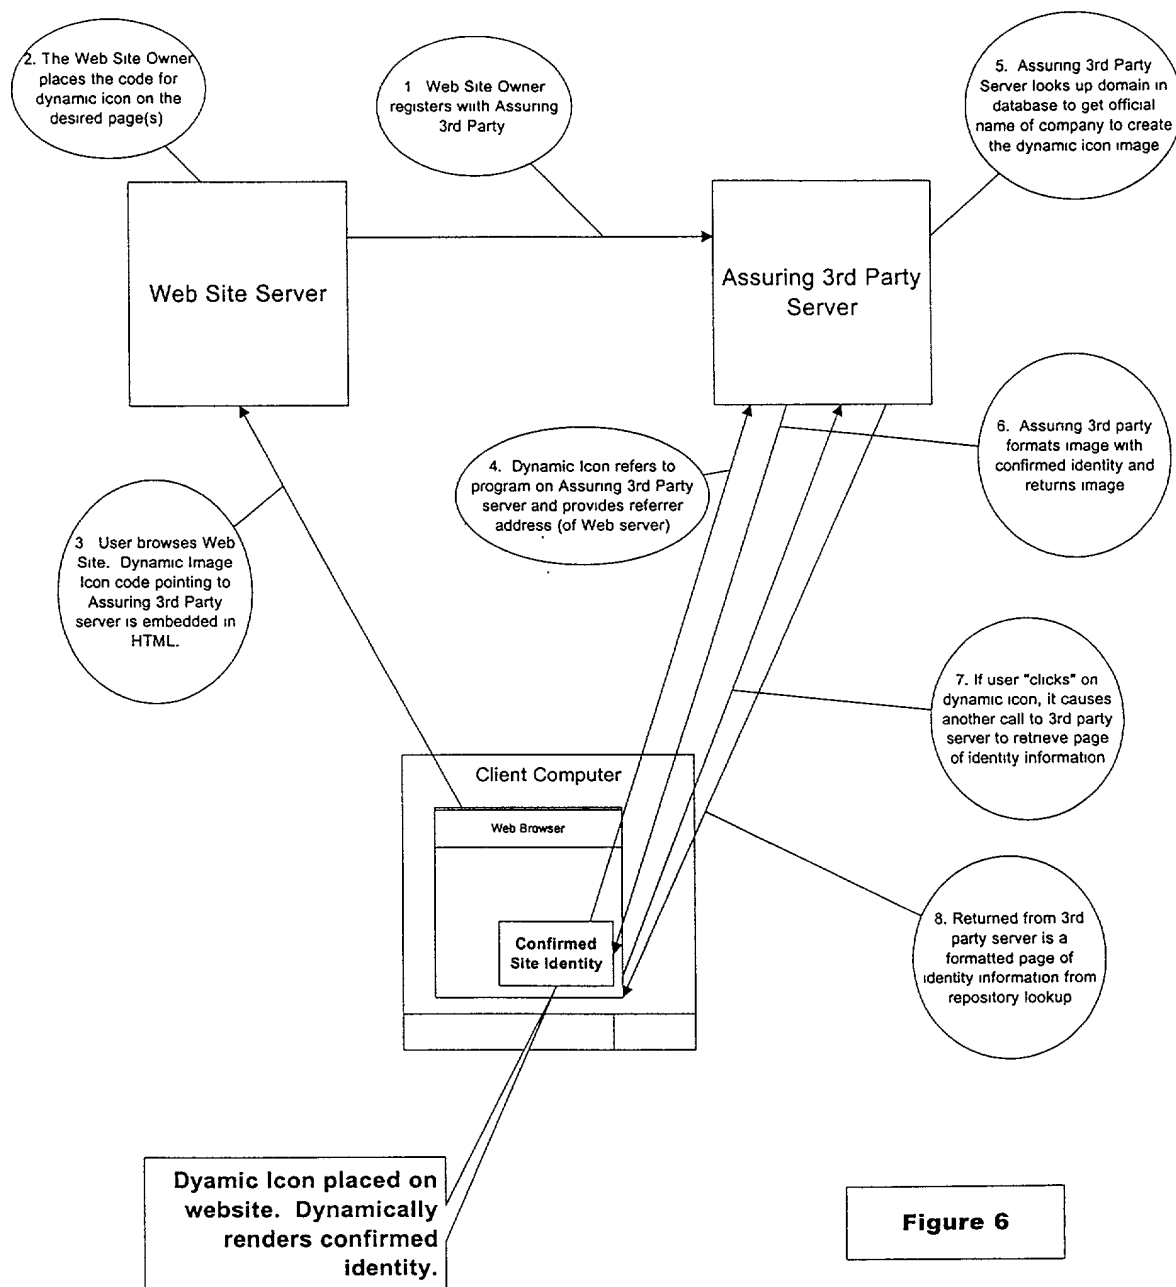 2. The Web Site Owner
places the code for
dynamic icon on the
desired page(s)
1 Web Site Owner
registers with Assuring
3rd Party
5. Assuring 3rd Party
Server looks up domain in
database to get official
name of company to create
the dynamic icon image
Web Site Server
Assuring 3rd Party
Server
4. Dynamic Icon refers to
program on Assuring 3rd Party
server and provides referrer
address (of Web server)
6. Assuring 3rd party
formats image with
confirmed identity and
returns image
3 User browses Web
Site. Dynamic Image
Icon code pointing to
Assuring 3rd Party
server is embedded in
HTML.
7. If user "clicks" on
dynamic icon, it causes
another call to 3rd party
server to retrieve page
of identity information
Client Computer
Web Browser
Confirmed
Site Identity
8. Returned from 3rd
party server is a
formatted page of
identity information from
repository lookup
Dyamic Icon placed on
website. Dynamically
renders confirmed
identity.
Figure 6